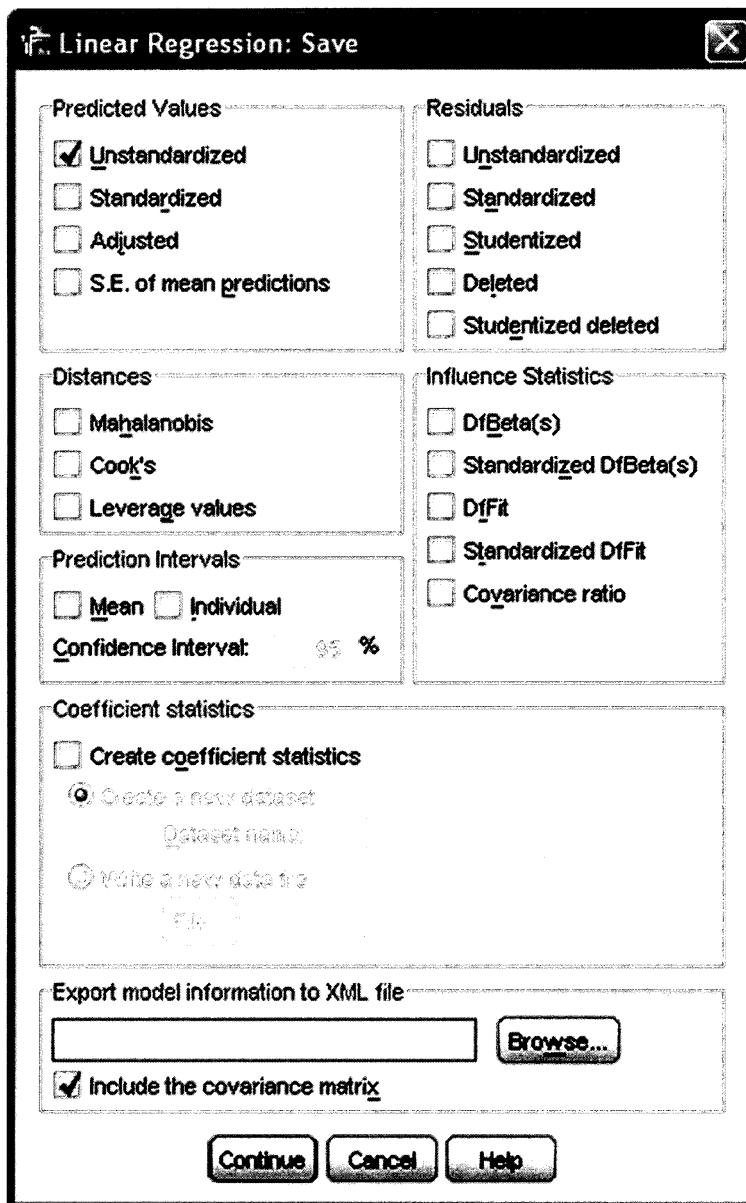 Linear Regression: Save
Predicted Values
Unstandardized
Standardized
Adjusted
S.E. of mean predictions
Residuals
Unstandardized
Standardized
Studentized
Deleted
Studentized deleted
Distances
Mahalanobis
Cook's
Leverage values
Influence Statistics
DfBeta(s)
Standardized DfBeta(s)
DfFit
Standardized DfFit
Covariance ratio
Prediction Intervals
Mean Individual
Confidence Interval: 95 %
Coefficient statistics
Create coefficient statistics
Create a new dataset
Dataset name:
Write a new data file
File
Export model information to XML file
Browse...
Include the covariance matrix
Continue Cancel Help